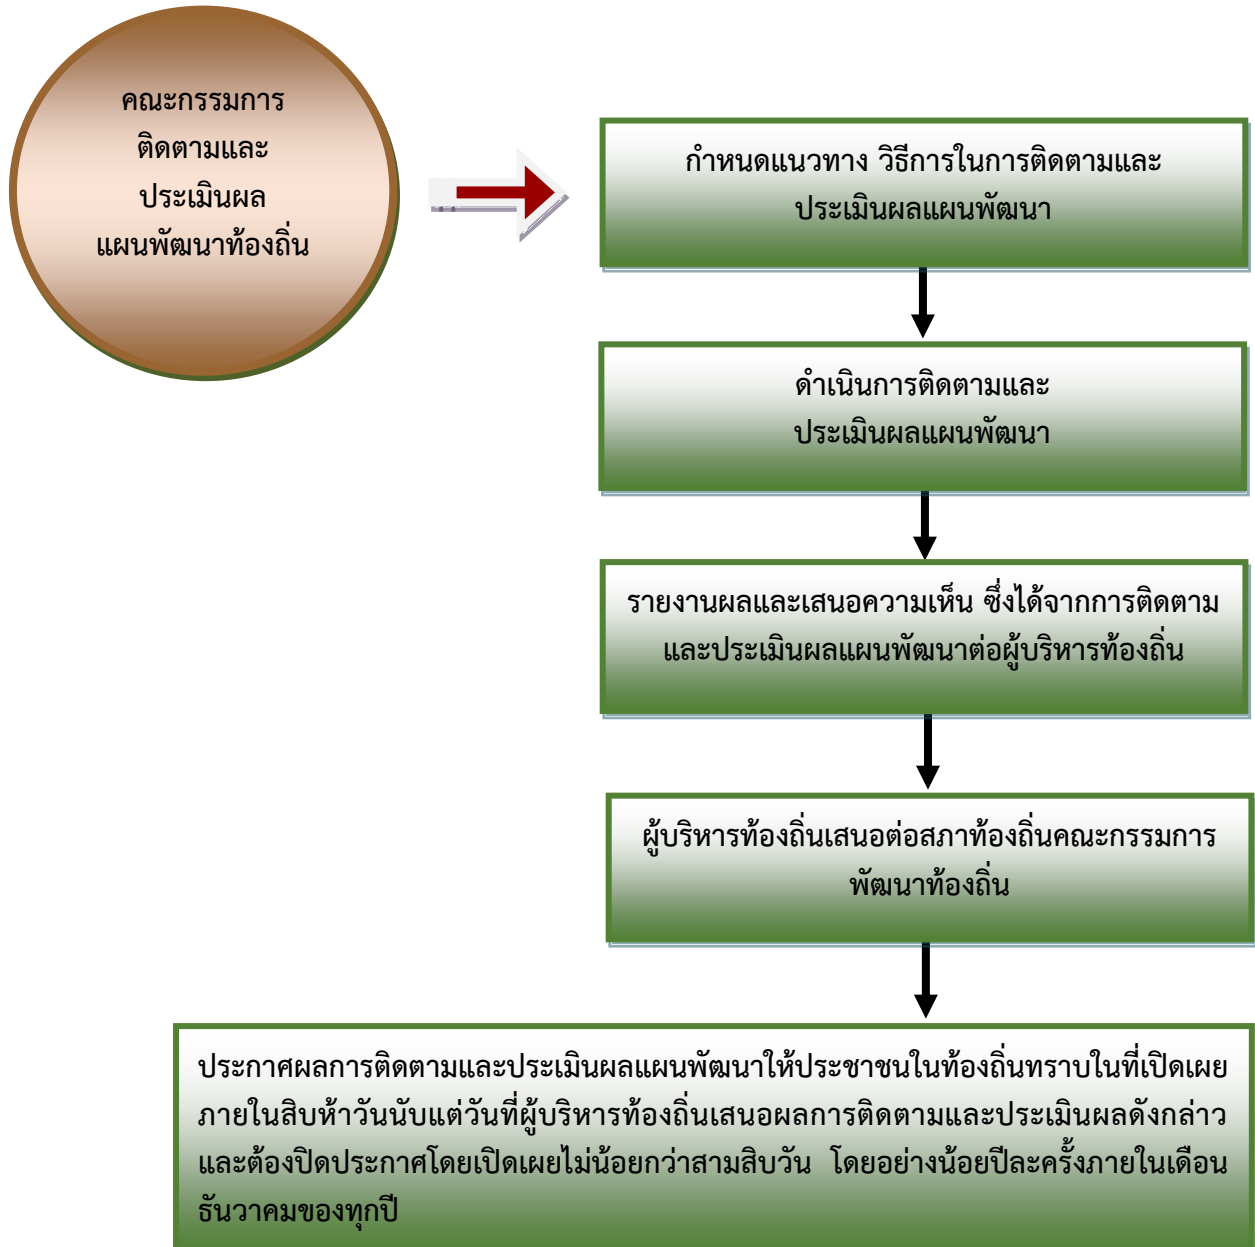 คณะกรรมการ
ติดตามและ
ประเมินผล
แผนพัฒนาท้องถิ่น
กำหนดแนวทาง วิธีการในการติดตามและ
ประเมินผลแผนพัฒนา
ดำเนินการติดตามและ
ประเมินผลแผนพัฒนา
รายงานผลและเสนอความเห็น ซึ่งได้จากการติดตาม
และประเมินผลแผนพัฒนาต่อผู้บริหารท้องถิ่น
ผู้บริหารท้องถิ่นเสนอต่อสภาท้องถิ่นคณะกรรมการ
พัฒนาท้องถิ่น
ประกาศผลการติดตามและประเมินผลแผนพัฒนาให้ประชาชนในท้องถิ่นทราบในที่เปิดเผย
ภายในสิบห้าวันนับแต่วันที่ผู้บริหารท้องถิ่นเสนอผลการติดตามและประเมินผลดังกล่าว
และต้องปิดประกาศโดยเปิดเผยไม่น้อยกว่าสามสิบวัน โดยอย่างน้อยปีละครั้งภายในเดือน
ธันวาคมของทุกปี